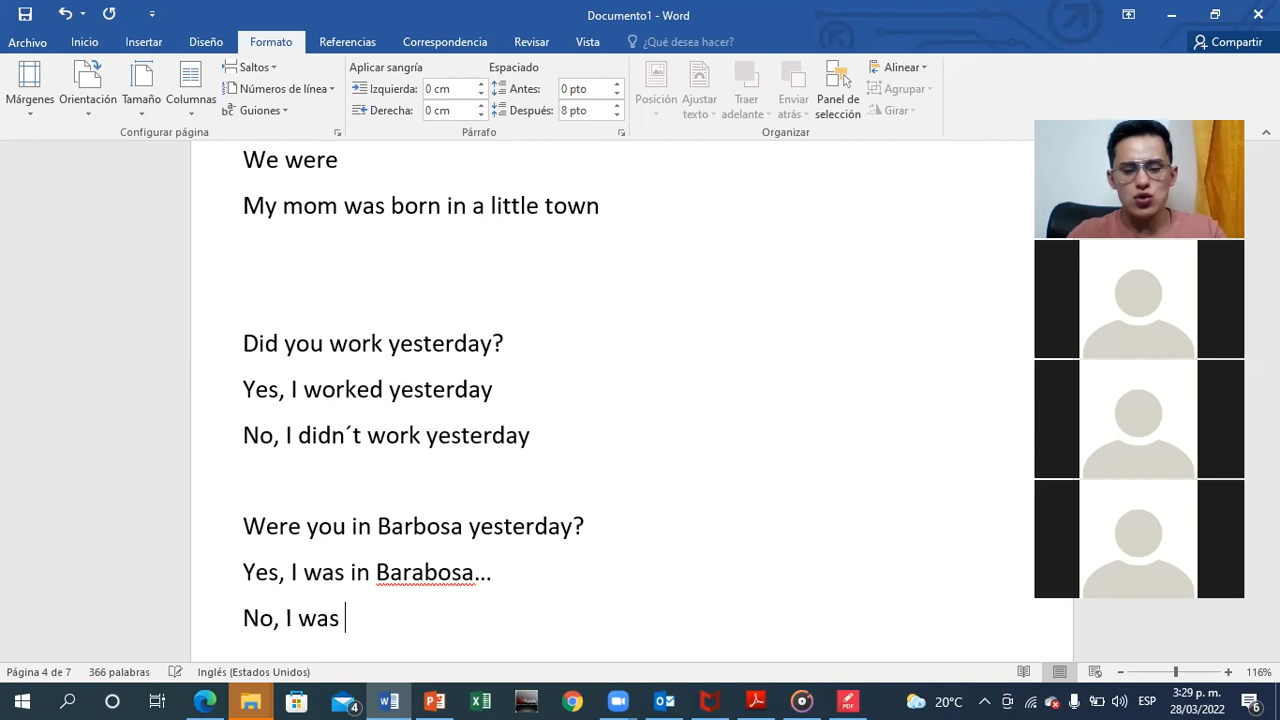 Documento1 - Word
Archivo Inicio Insertar Diseño Formato Referencias Correspondencia Revisar Vista ¿Qué desea hacer? Compartir
Márgenes Orientación Tamaño Columnas
Saltos
Números de línea
Guiones
Configurar página
Aplicar sangría Espaciado
Izquierda: 0 cm Antes: 0 pto
Derecha: 0 cm Después: 8 pto
Párrafo
Posición Ajustar texto Traer adelante Enviar atrás Panel de selección
Alinear
Agrupar
Girar
Organizar
We were
My mom was born in a little town
Did you work yesterday?
Yes, I worked yesterday
No, I didn´t work yesterday
Were you in Barbosa yesterday?
Yes, I was in Barabosa...
No, I was
Página 4 de 7 366 palabras Inglés (Estados Unidos) 116%
4 20°C ESP 3:29 p. m.
28/03/2022 6